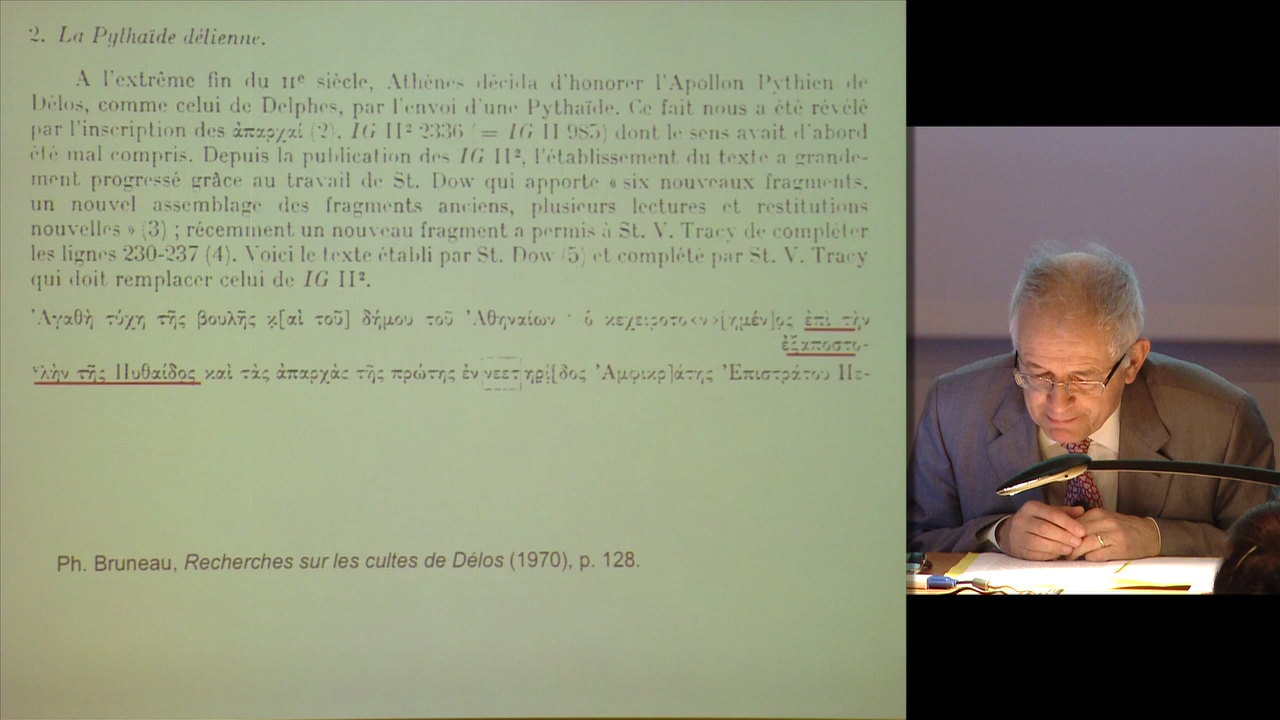 2. La Pythaïde délienne.
A l'extrême fin du IIe siècle, Athènes décida d'honorer l'Apollon Pythien de
Délos, comme celui de Delphes, par l'envoi d'une Pythaïde. Ce fait nous a été révélé
par l'inscription des ἀπαρχαί (2), IG II² 2336 (= IG II 985) dont le sens avait d'abord
été mal compris. Depuis la publication des IG II², l'établissement du texte a grande-
ment progressé grâce au travail de St. Dow qui apporte « six nouveaux fragments,
un nouvel assemblage des fragments anciens, plusieurs lectures et restitutions
nouvelles » (3) ; récemment un nouveau fragment a permis à St. V. Tracy de compléter
les lignes 230-237 (4). Voici le texte établi par St. Dow (5) et complété par St. V. Tracy
qui doit remplacer celui de IG II².
Ἀγαθὴ τύχη τῆς βουλῆς κ[αὶ τοῦ] δήμου τοῦ Ἀθηναίων · ὁ κεχειροτο<ν>[ημέν]ος ἐπὶ τὴν
ἐξαποστο-
λὴν τῆς Πυθαίδος καὶ τὰς ἀπαρχὰς τῆς πρώτης ἐννεετηρί[δος Ἀμφικρ]άτης Ἐπιστράτου Πε-
Ph. Bruneau, Recherches sur les cultes de Délos (1970), p. 128.